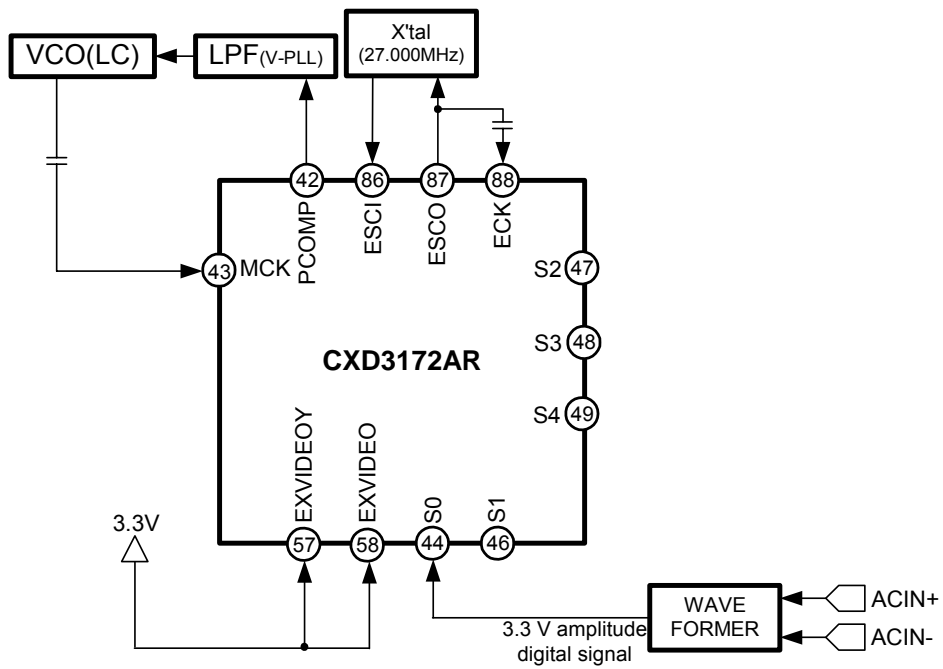 VCO(LC)
LPF(V-PLL)
X'tal
(27.000MHz)
42
86
87
88
PCOMP
ESCI
ESCO
ECK
43
MCK
S2
47
CXD3172AR
S3
48
S4
49
EXVIDEOY
EXVIDEO
S0
S1
3.3V
57
58
44
46
3.3 V amplitude
digital signal
WAVE
FORMER
ACIN+
ACIN-